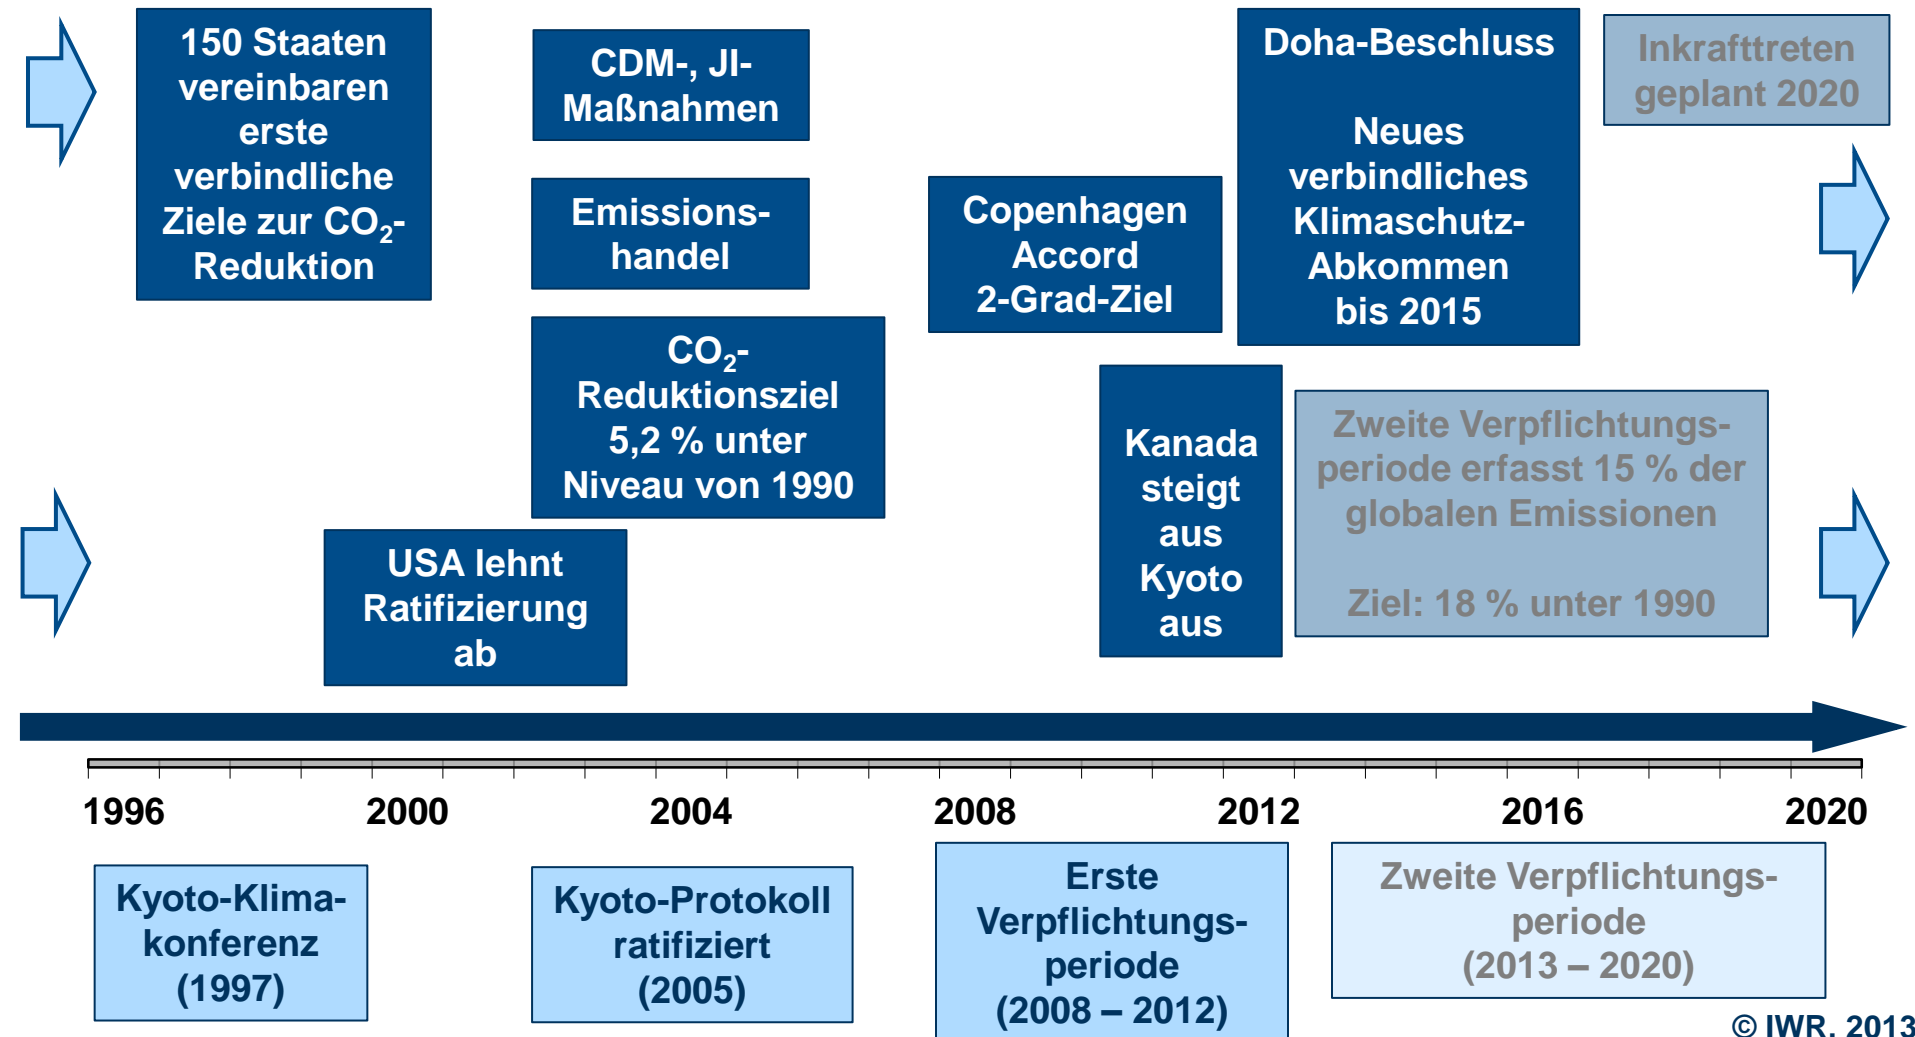 150 Staaten
vereinbaren
erste
verbindliche
Ziele zur CO₂-
Reduktion
CDM-, JI-
Maßnahmen
Emissions-
handel
CO₂-
Reduktionsziel
5,2 % unter
Niveau von 1990
USA lehnt
Ratifizierung
ab
Copenhagen
Accord
2-Grad-Ziel
Kanada
steigt
aus
Kyoto
aus
Doha-Beschluss
Neues
verbindliches
Klimaschutz-
Abkommen
bis 2015
Inkrafttreten
geplant 2020
Zweite Verpflichtungs-
periode erfasst 15 % der
globalen Emissionen
Ziel: 18 % unter 1990
1996 2000 2004 2008 2012 2016 2020
Kyoto-Klima-
konferenz
(1997)
Kyoto-Protokoll
ratifiziert
(2005)
Erste
Verpflichtungs-
periode
(2008 – 2012)
Zweite Verpflichtungs-
periode
(2013 – 2020)
© IWR, 2013